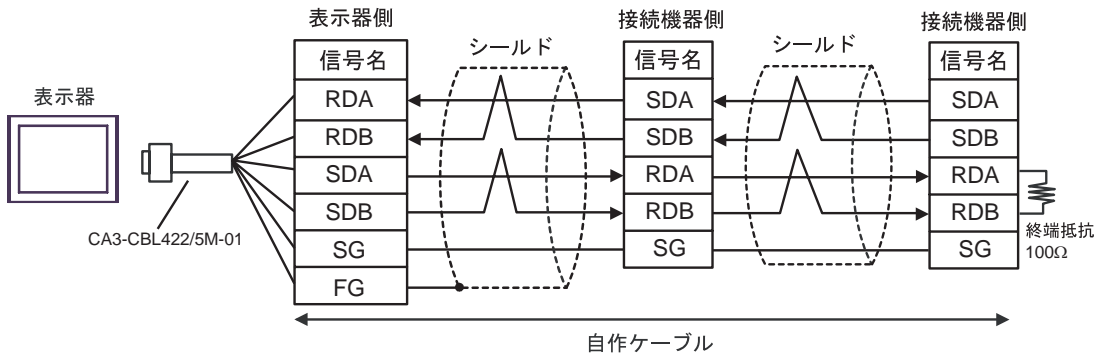 表示器
CA3-CBL422/5M-01
表示器側
信号名
RDA
RDB
SDA
SDB
SG
FG
シールド
接続機器側
信号名
SDA
SDB
RDA
RDB
SG
シールド
接続機器側
信号名
SDA
SDB
RDA
RDB
SG
終端抵抗
100Ω
自作ケーブル